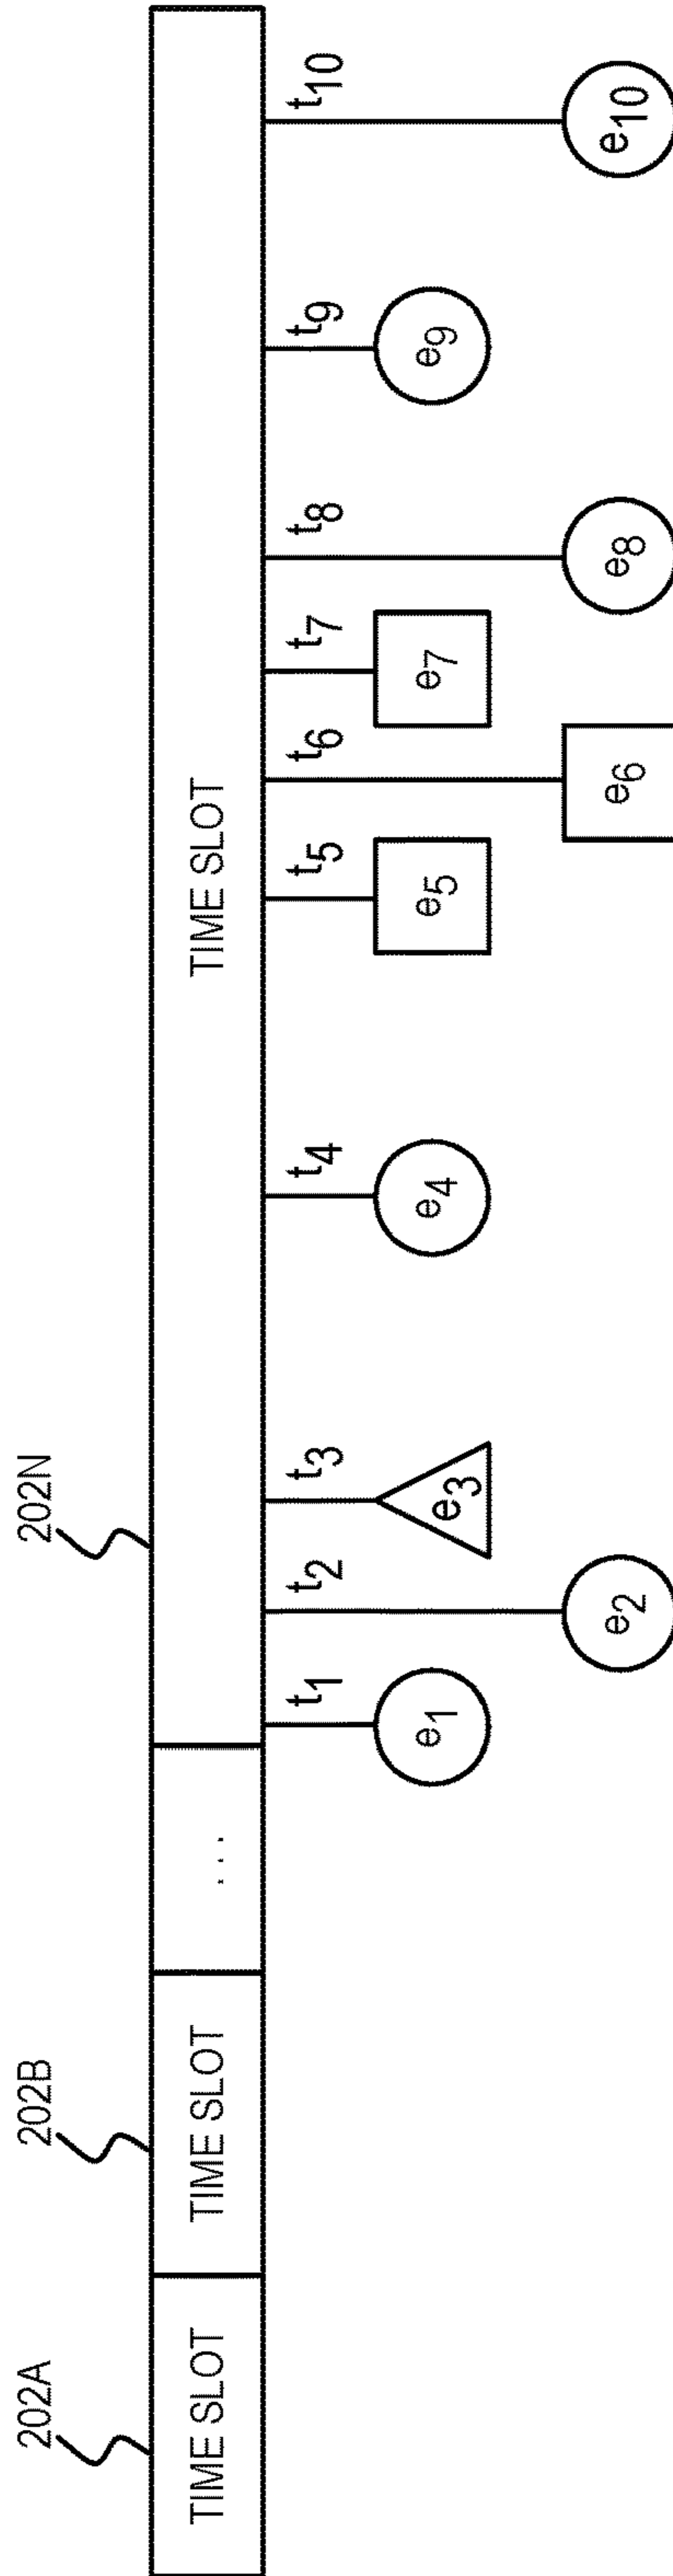 202A
202B
202N
TIME SLOT
TIME SLOT
. . .
TIME SLOT
t1
t2
t3
t4
t5
t6
t7
t8
t9
t10
e1
e3
e4
e5
e7
e9
e2
e6
e8
e10